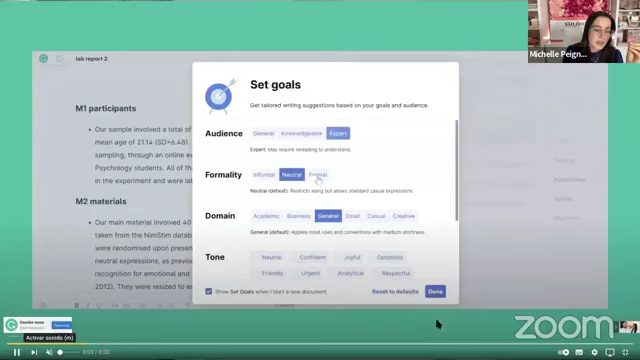 Michelle Peign...
lab report 2
Set goals
Get tailored writing suggestions based on your goals and audience.
M1 participants
Our sample involved a total of
mean age of 21.14 (SD=6.48).
sampling, through an online
Psychology students. All of
in the experiment and were
M2 materials
Our main material involved 40
taken from the NimStim
were randomised upon
neutral expressions, as
recognition for emotional and
2012). They were resized to
Audience
General Knowledgeable Expert
Expert: May require rereading to understand.
Formality
Informal Neutral Formal
Neutral (default): Restricts slang but allows standard casual expressions.
Domain
Academic Business General Email Casual Creative
General (default): Applies most rules and conventions with medium strictness.
Tone
Neutral Confident Joyful Optimistic
Friendly Urgent Analytical Respectful
Show Set Goals when I start a new document
Reset to defaults
Done
Activar sonido (m)
0:03 / 0:30
zoom